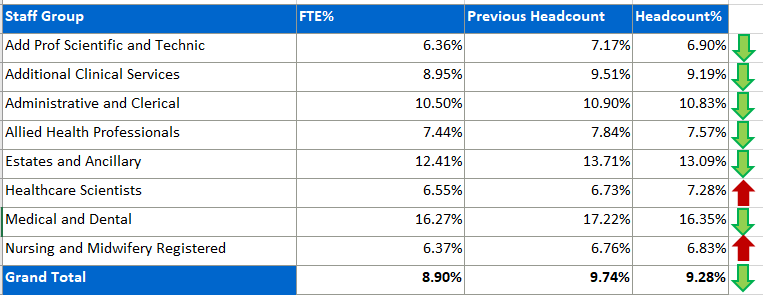 Staff Group FTE% Previous Headcount Headcount%
Add Prof Scientific and Technic 6.36% 7.17% 6.90%
Additional Clinical Services 8.95% 9.51% 9.19%
Administrative and Clerical 10.50% 10.90% 10.83%
Allied Health Professionals 7.44% 7.84% 7.57%
Estates and Ancillary 12.41% 13.71% 13.09%
Healthcare Scientists 6.55% 6.73% 7.28%
Medical and Dental 16.27% 17.22% 16.35%
Nursing and Midwifery Registered 6.37% 6.76% 6.83%
Grand Total 8.90% 9.74% 9.28%